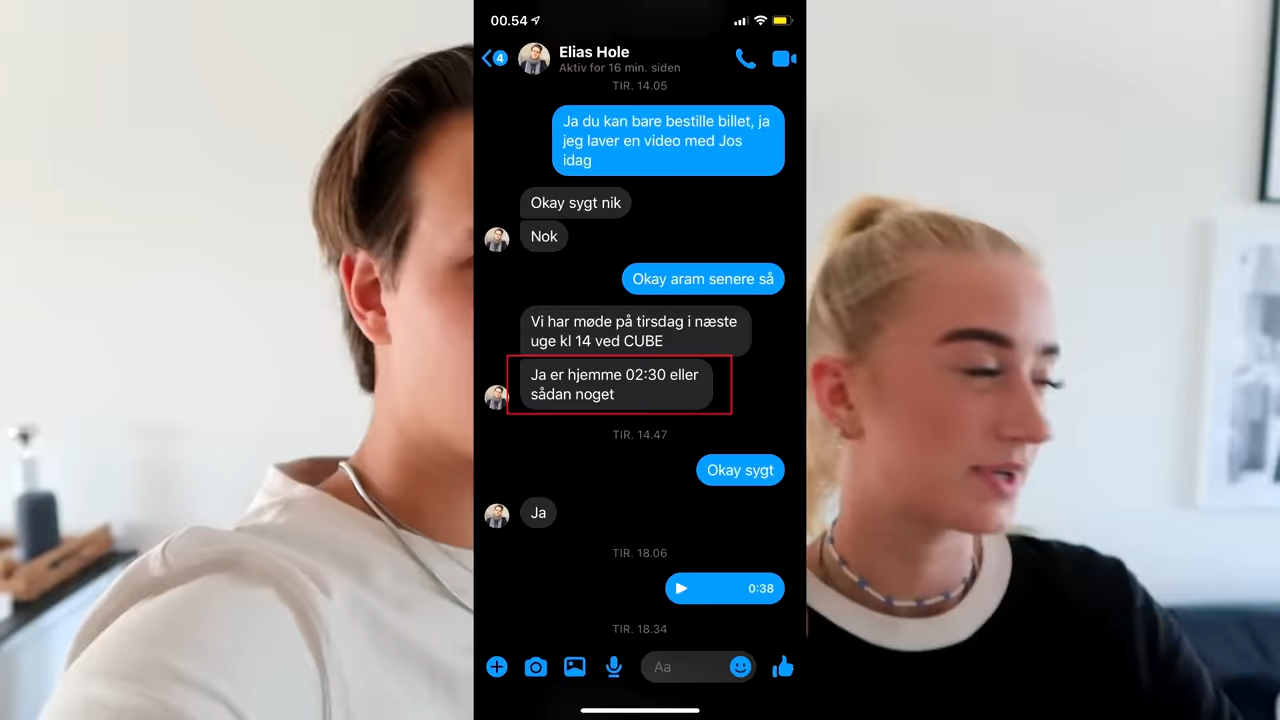 00.54
4
Elias Hole
Aktiv for 16 min. siden
TIR. 14.05
Ja du kan bare bestille billet, ja
jeg laver en video med Jos
idag
Okay sygt nik
Nok
Okay aram senere så
Vi har møde på tirsdag i næste
uge kl 14 ved CUBE
Ja er hjemme 02:30 eller
sådan noget
TIR. 14.47
Okay sygt
Ja
TIR. 18.06
0:38
TIR. 18.34
Aa